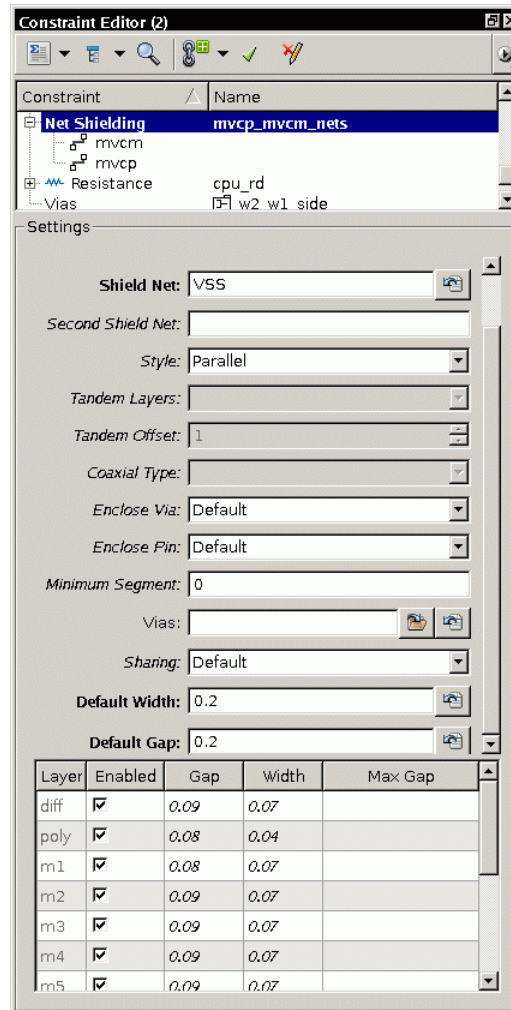 Constraint Editor (2)
Constraint Name
Net Shielding mvcp_mvcm_nets
mvcm
mvcp
Resistance cpu_rd
Vias w2_w1_side
Settings
Shield Net: VSS
Second Shield Net:
Style: Parallel
Tandem Layers:
Tandem Offset: 1
Coaxial Type:
Enclose Via: Default
Enclose Pin: Default
Minimum Segment: 0
Vias:
Sharing: Default
Default Width: 0.2
Default Gap: 0.2
Layer Enabled Gap Width Max Gap
diff 0.09 0.07
poly 0.08 0.04
m1 0.08 0.07
m2 0.09 0.07
m3 0.09 0.07
m4 0.09 0.07
m5 0.09 0.07